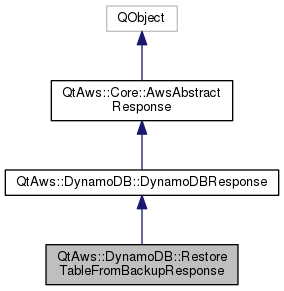 QObject
QtAws::Core::AwsAbstract
Response
QtAws::DynamoDB::DynamoDBResponse
QtAws::DynamoDB::Restore
TableFromBackupResponse